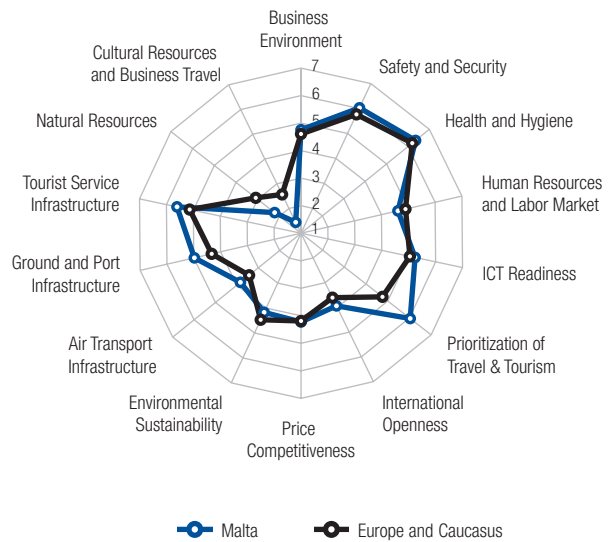 Business
Environment
Cultural Resources
and Business Travel
Safety and Security
Natural Resources
Health and Hygiene
Tourist Service
Infrastructure
Human Resources
and Labor Market
Ground and Port
Infrastructure
ICT Readiness
Air Transport
Infrastructure
Prioritization of
Travel & Tourism
Environmental
Sustainability
International
Openness
Price
Competitiveness
7
6
5
4
3
2
1
Malta
Europe and Caucasus